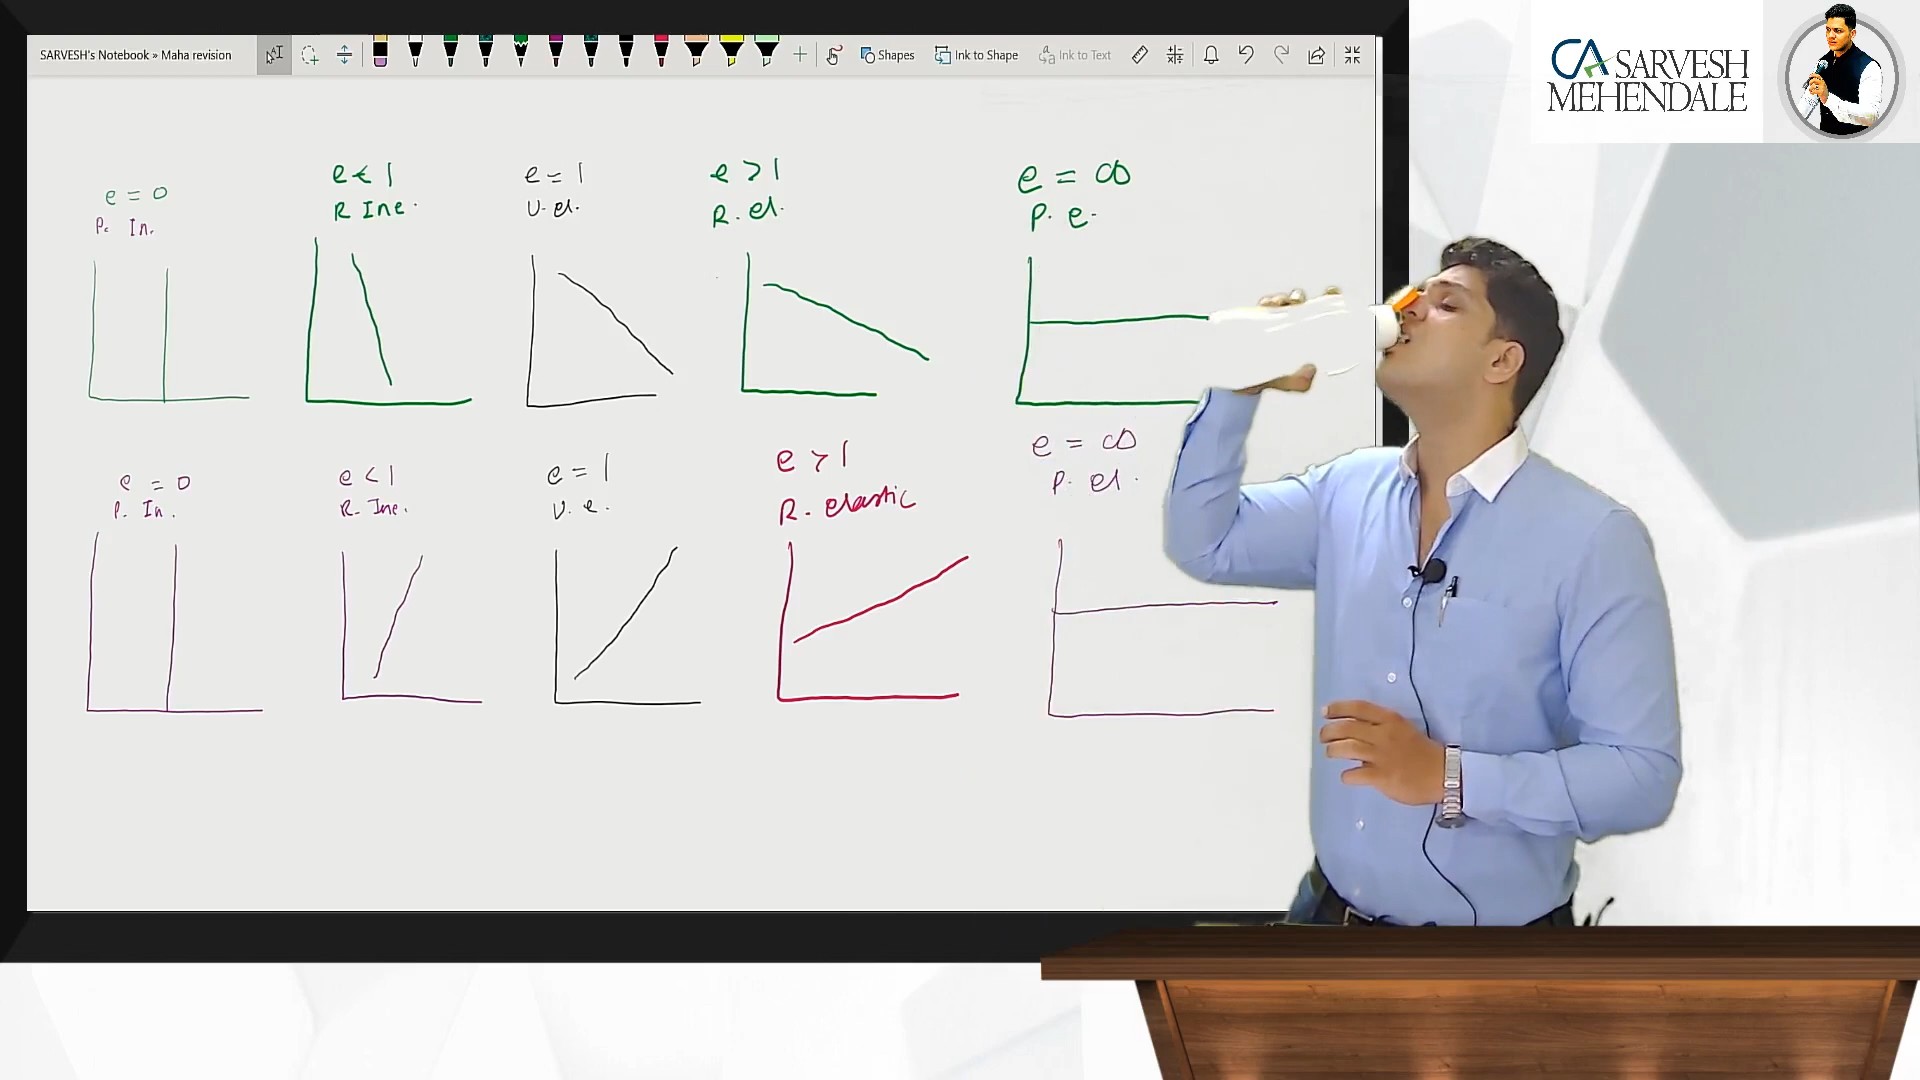 SARVESH's Notebook » Maha revision
Shapes
Ink to Shape
Ink to Text
CA SARVESH
MEHENDALE
e = 0
P. In.
e < 1
R Ine.
e = 1
U. el.
e > 1
R. el.
e = ∞
P. e.
e = 0
P. In.
e < 1
R. Ine.
e = 1
U. e.
e > 1
R. elastic
e = ∞
P. el.